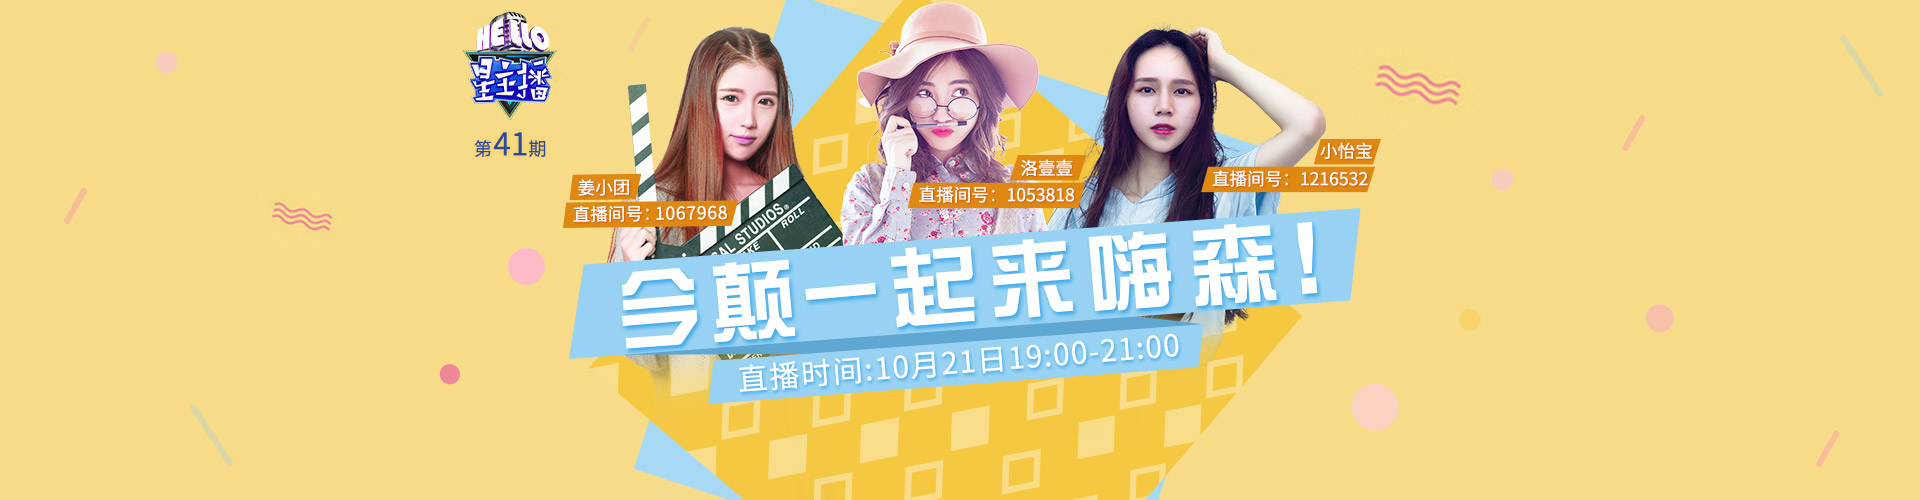 HELLO
星主播
第41期
姜小团
直播间号：1067968
洛壹壹
直播间号：1053818
小怡宝
直播间号：1216532
AL STUDIOS®
ROLL
今颠一起来嗨森！
直播时间:10月21日19:00-21:00